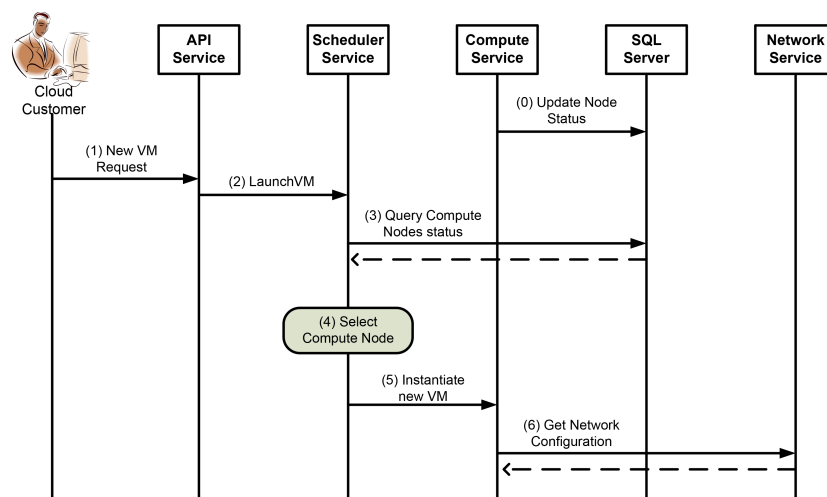 API
Service
Scheduler
Service
Compute
Service
SQL
Server
Network
Service
Cloud
Customer
(0) Update Node
Status
(1) New VM
Request
(2) LaunchVM
(3) Query Compute
Nodes status
(4) Select
Compute Node
(5) Instantiate
new VM
(6) Get Network
Configuration